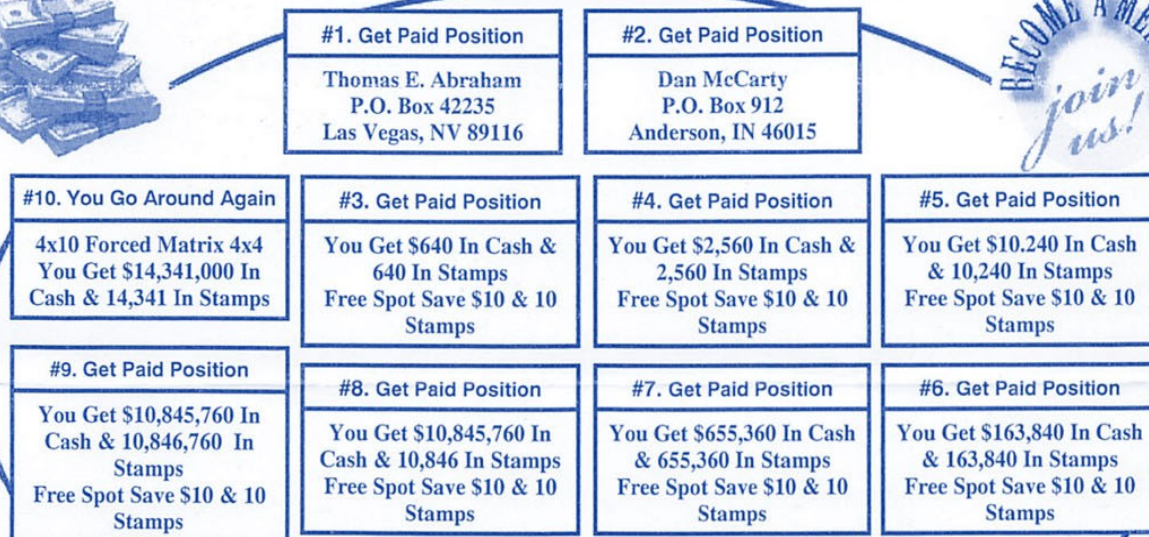 #1. Get Paid Position
Thomas E. Abraham
P.O. Box 42235
Las Vegas, NV 89116
#2. Get Paid Position
Dan McCarty
P.O. Box 912
Anderson, IN 46015
BECOME A
join
us!
#10. You Go Around Again
4x10 Forced Matrix 4x4
You Get $14,341,000 In
Cash & 14,341 In Stamps
#3. Get Paid Position
You Get $640 In Cash &
640 In Stamps
Free Spot Save $10 & 10
Stamps
#4. Get Paid Position
You Get $2,560 In Cash &
2,560 In Stamps
Free Spot Save $10 & 10
Stamps
#5. Get Paid Position
You Get $10.240 In Cash
& 10,240 In Stamps
Free Spot Save $10 & 10
Stamps
#9. Get Paid Position
You Get $10,845,760 In
Cash & 10,846,760 In
Stamps
Free Spot Save $10 & 10
Stamps
#8. Get Paid Position
You Get $10,845,760 In
Cash & 10,846 In Stamps
Free Spot Save $10 & 10
Stamps
#7. Get Paid Position
You Get $655,360 In Cash
& 655,360 In Stamps
Free Spot Save $10 & 10
Stamps
#6. Get Paid Position
You Get $163,840 In Cash
& 163,840 In Stamps
Free Spot Save $10 & 10
Stamps